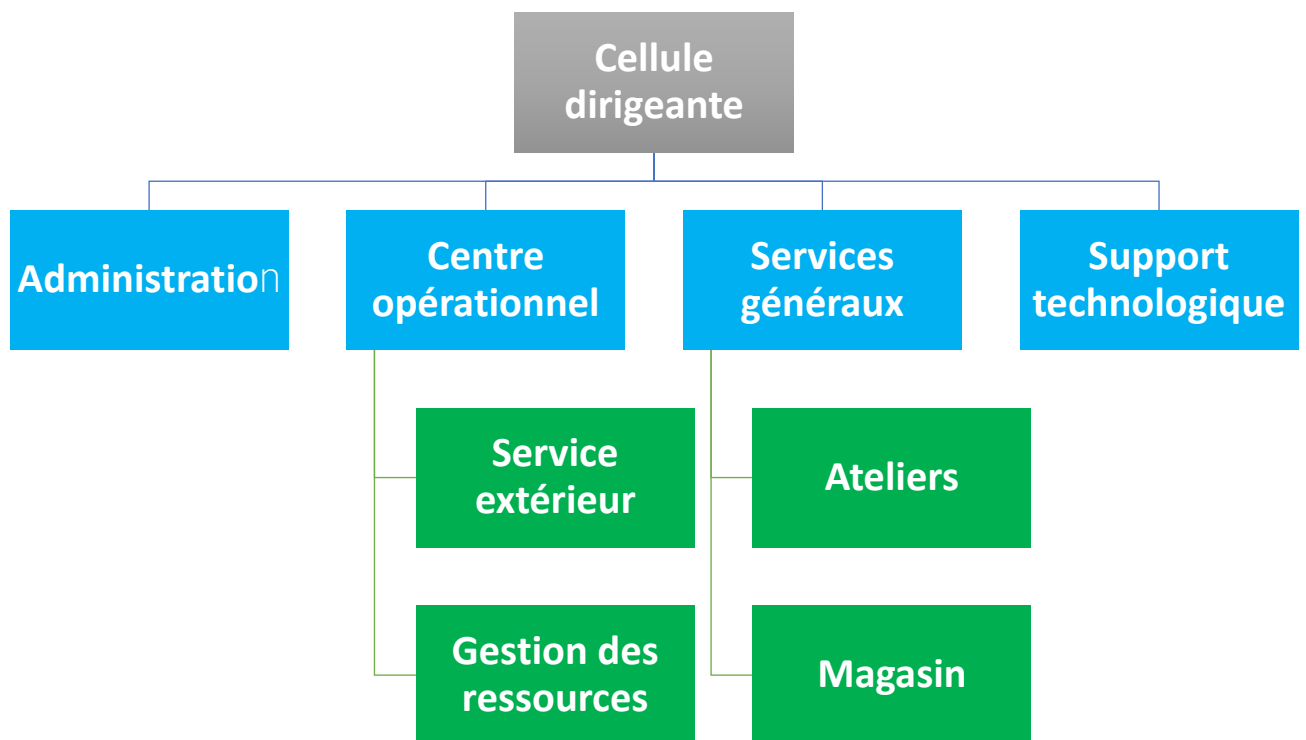 Cellule
dirigeante
Administration
Centre
opérationnel
Services
généraux
Support
technologique
Service
extérieur
Ateliers
Gestion des
ressources
Magasin